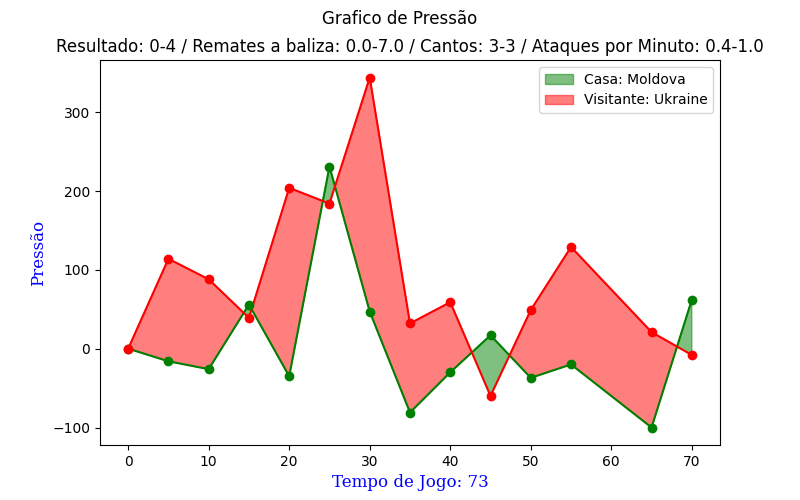 Grafico de Pressão
Resultado: 0-4 / Remates a baliza: 0.0-7.0 / Cantos: 3-3 / Ataques por Minuto: 0.4-1.0
Casa: Moldova
Visitante: Ukraine
Pressão
300
200
100
0
−100
0 10 20 30 40 50 60 70
Tempo de Jogo: 73